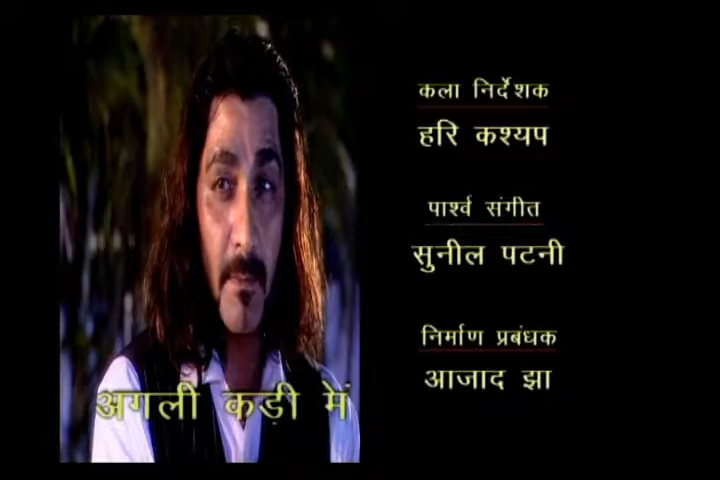 कला निर्देशक
हरि कश्यप
पार्श्व संगीत
सुनील पटनी
निर्माण प्रबंधक
आजाद झा
अगली कडी में